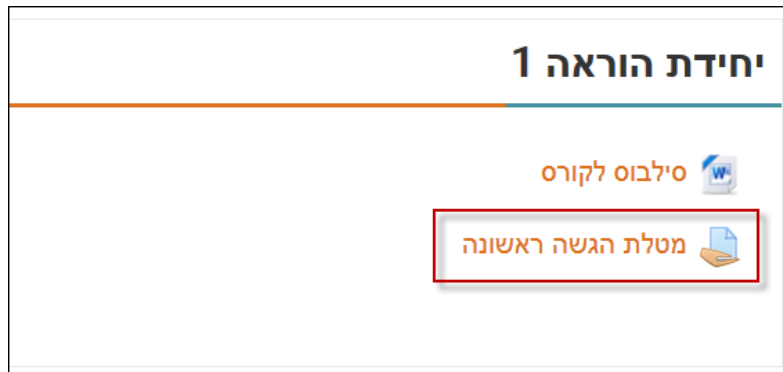 יחידת הוראה 1
סילבוס לקורס
מטלת הגשה ראשונה